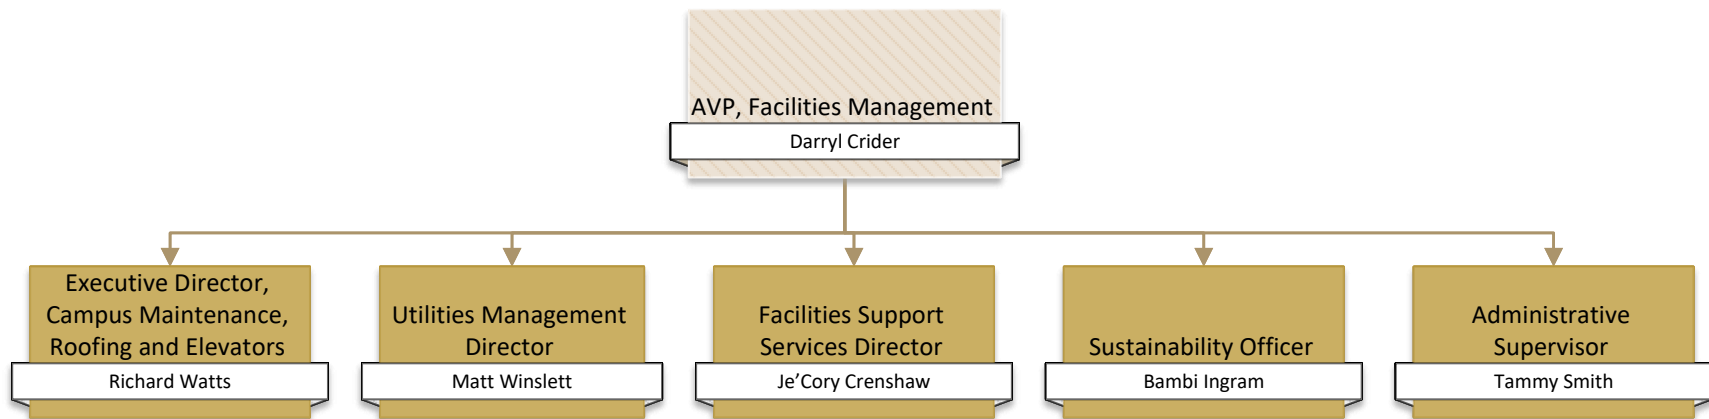 AVP, Facilities Management
Darryl Crider
Executive Director,
Campus Maintenance,
Roofing and Elevators
Richard Watts
Utilities Management
Director
Matt Winslett
Facilities Support
Services Director
Je’Cory Crenshaw
Sustainability Officer
Bambi Ingram
Administrative
Supervisor
Tammy Smith